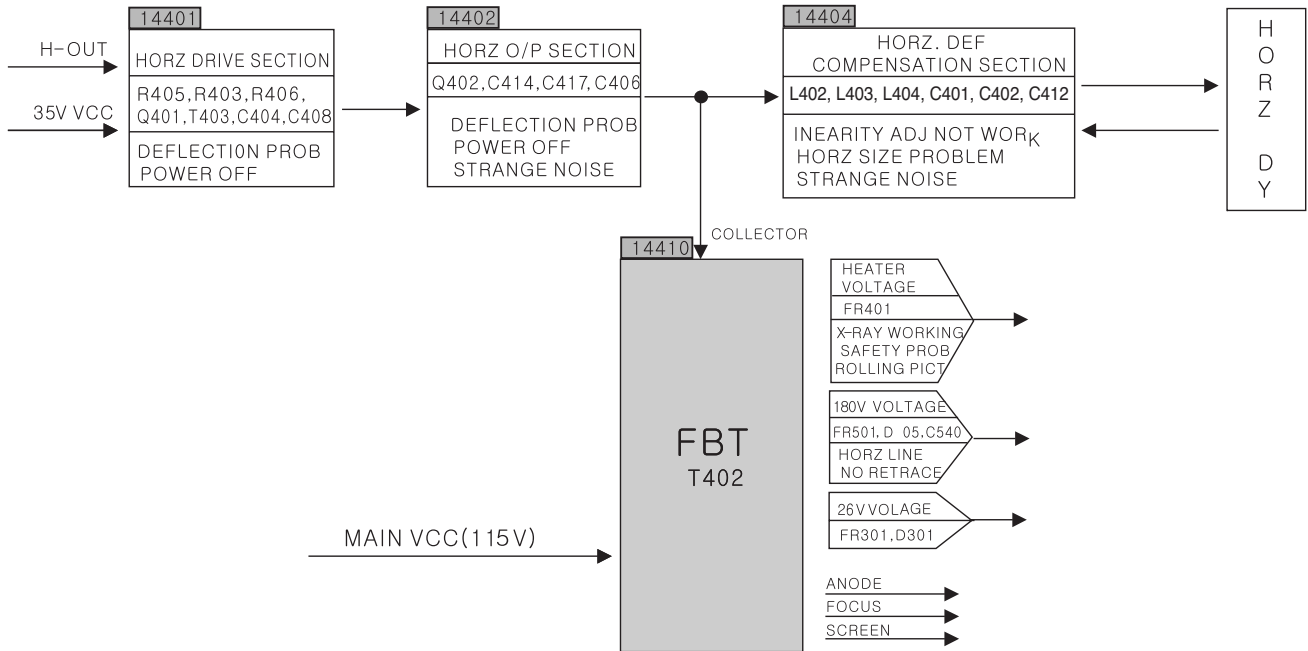 14401
H-OUT
35V VCC
HORZ DRIVE SECTION
R405,R403,R406,
Q401,T403,C404,C408
DEFLECTI0N PROB
POWER OFF
14402
HORZ O/P SECTION
Q402,C414,C417,C406
DEFLECTION PROB
POWER OFF
STRANGE NOISE
14404
HORZ. DEF
COMPENSATION SECTION
L402, L403, L404, C401, C402, C412
INEARITY ADJ NOT WORK
HORZ SIZE PROBLEM
STRANGE NOISE
HORZ DY
COLLECTOR
14410
FBT
T402
MAIN VCC(115V)
HEATER
VOLTAGE
FR401
X-RAY WORKING
SAFETY PROB
ROLLING PICT
180V VOLTAGE
FR501, D 05,C540
HORZ LINE
NO RETRACE
26V VOLAGE
FR301,D301
ANODE
FOCUS
SCREEN